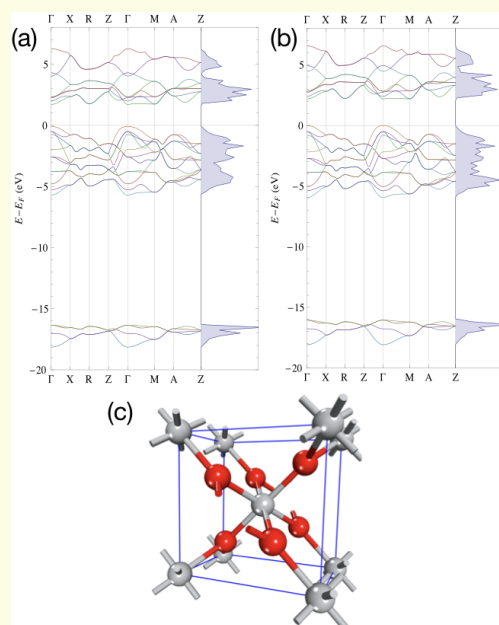 Γ X R Z Γ M A Z
Γ X R Z Γ M A Z
(a)
(b)
5
0
−5
−10
−15
−20
E−E_F (eV)
5
0
−5
−10
−15
−20
E−E_F (eV)
Γ X R Z Γ M A Z
Γ X R Z Γ M A Z
(c)